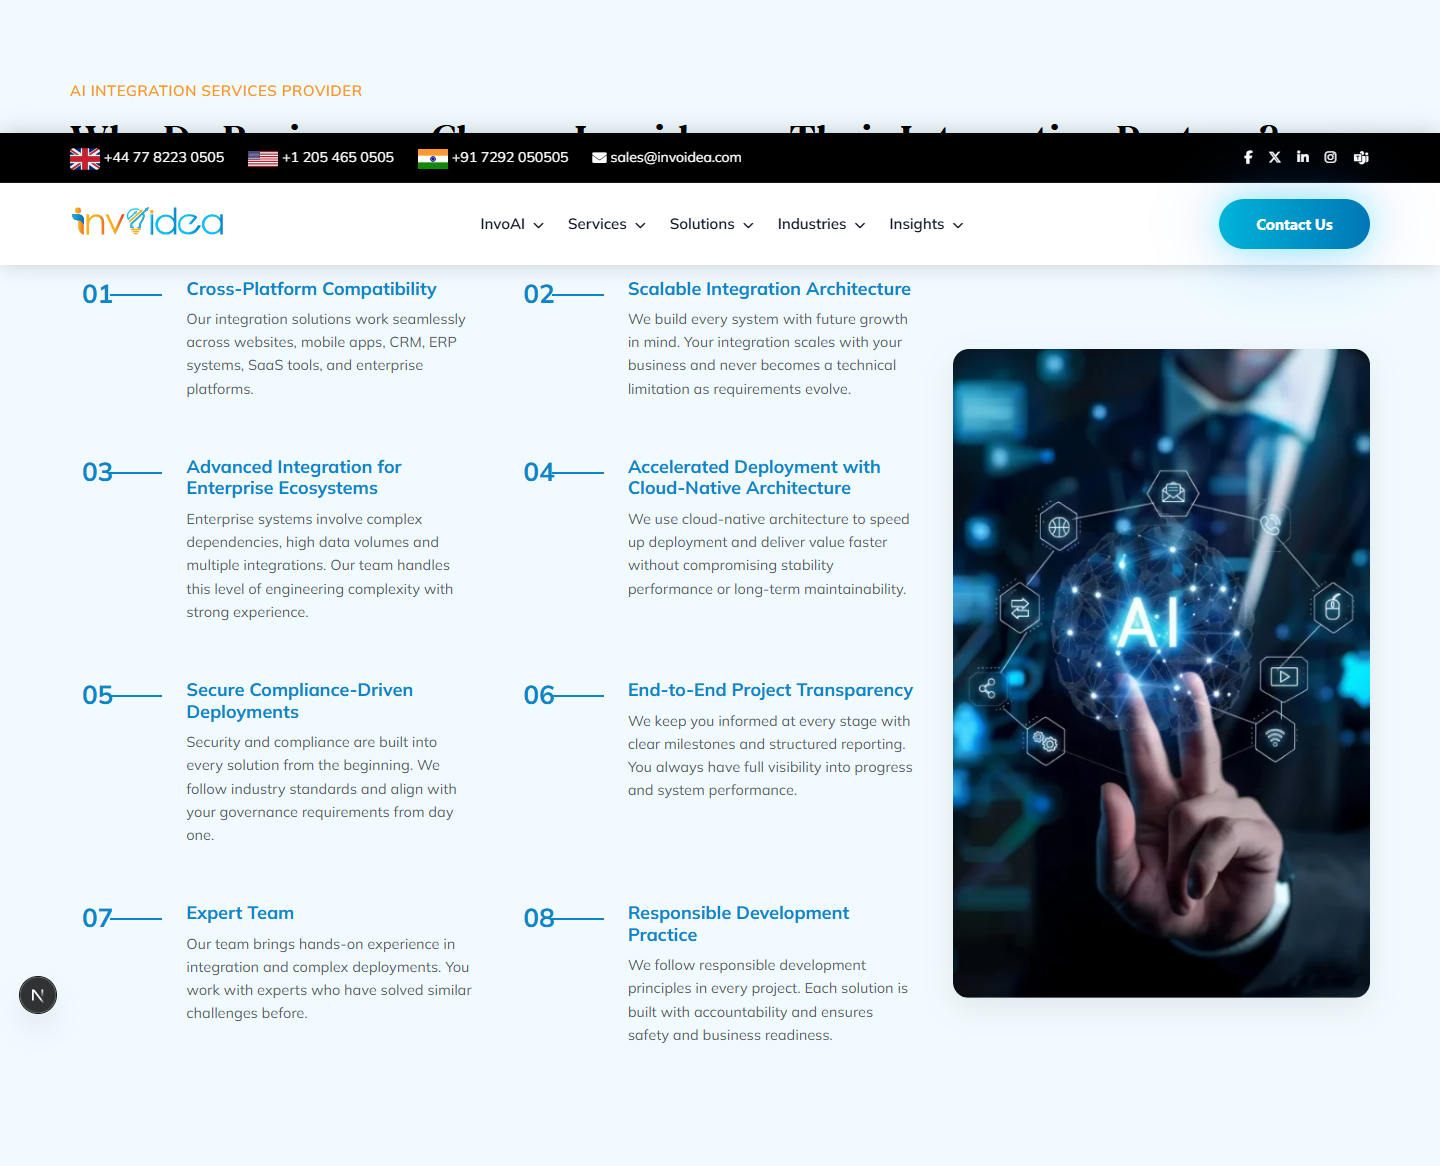 AI INTEGRATION SERVICES PROVIDER
+44 77 8223 0505
+1 205 465 0505
+91 7292 050505
sales@invoidea.com
invoidea
InvoAI
Services
Solutions
Industries
Insights
Contact Us
01
Cross-Platform Compatibility
Our integration solutions work seamlessly
across websites, mobile apps, CRM, ERP
systems, SaaS tools, and enterprise
platforms.
02
Scalable Integration Architecture
We build every system with future growth
in mind. Your integration scales with your
business and never becomes a technical
limitation as requirements evolve.
03
Advanced Integration for
Enterprise Ecosystems
Enterprise systems involve complex
dependencies, high data volumes and
multiple integrations. Our team handles
this level of engineering complexity with
strong experience.
04
Accelerated Deployment with
Cloud-Native Architecture
We use cloud-native architecture to speed
up deployment and deliver value faster
without compromising stability
performance or long-term maintainability.
05
Secure Compliance-Driven
Deployments
Security and compliance are built into
every solution from the beginning. We
follow industry standards and align with
your governance requirements from day
one.
06
End-to-End Project Transparency
We keep you informed at every stage with
clear milestones and structured reporting.
You always have full visibility into progress
and system performance.
07
Expert Team
Our team brings hands-on experience in
integration and complex deployments. You
work with experts who have solved similar
challenges before.
08
Responsible Development
Practice
We follow responsible development
principles in every project. Each solution is
built with accountability and ensures
safety and business readiness.
AI
N